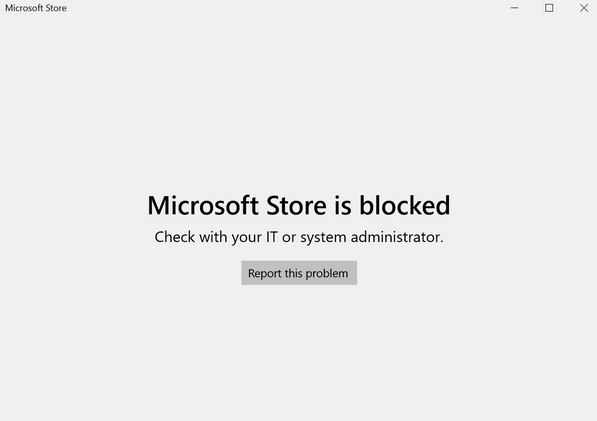 Microsoft Store
Microsoft Store is blocked
Check with your IT or system administrator.
Report this problem